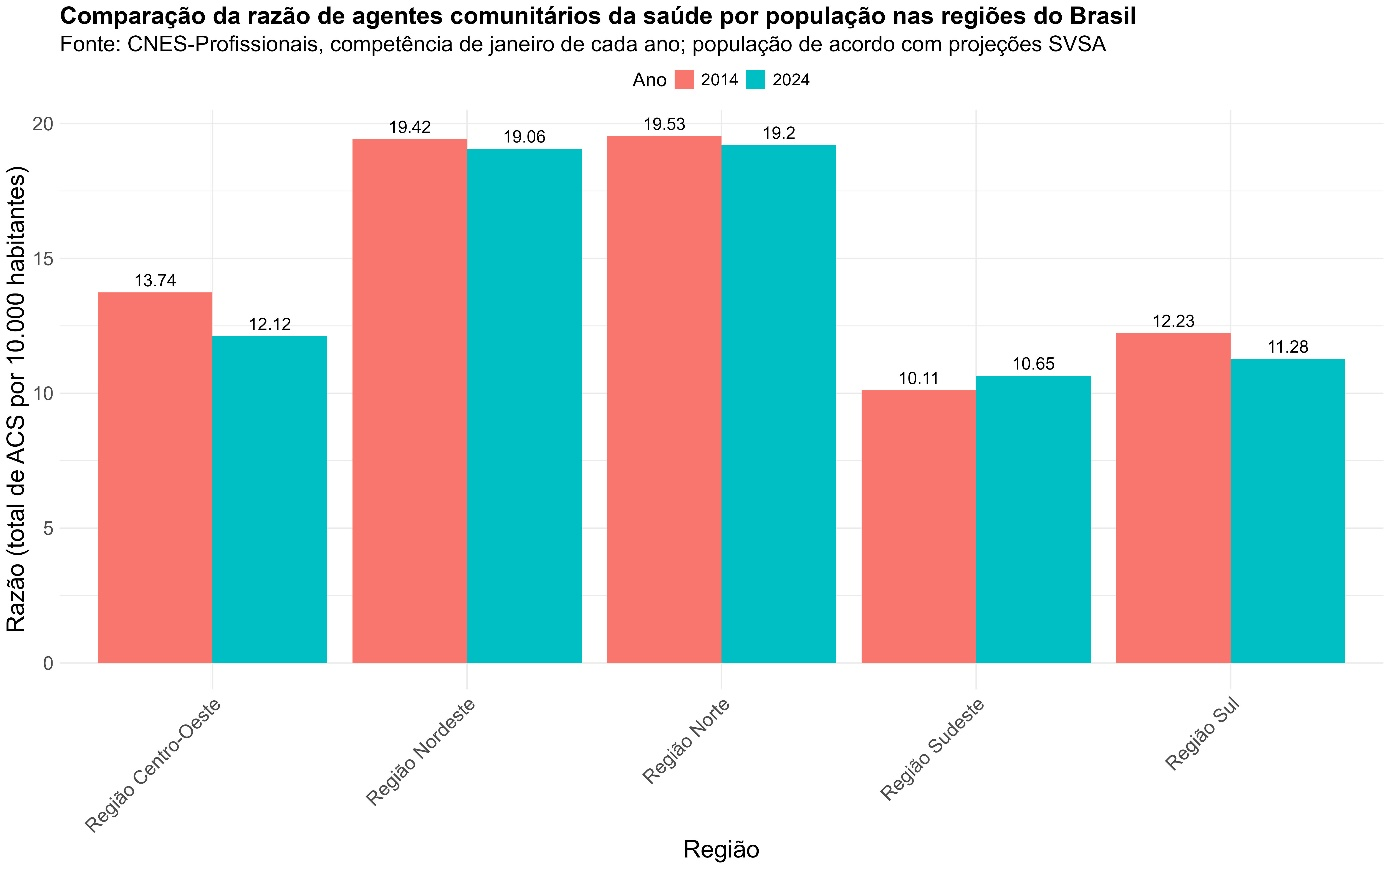 Comparação da razão de agentes comunitários da saúde por população nas regiões do Brasil
Fonte: CNES-Profissionais, competência de janeiro de cada ano; população de acordo com projeções SVSA
Ano 2014 2024
Razão (total de ACS por 10.000 habitantes)
20
15
10
5
0
13.74
12.12
19.42
19.06
19.53
19.2
10.11
10.65
12.23
11.28
Região Centro-Oeste
Região Nordeste
Região Norte
Região Sudeste
Região Sul
Região